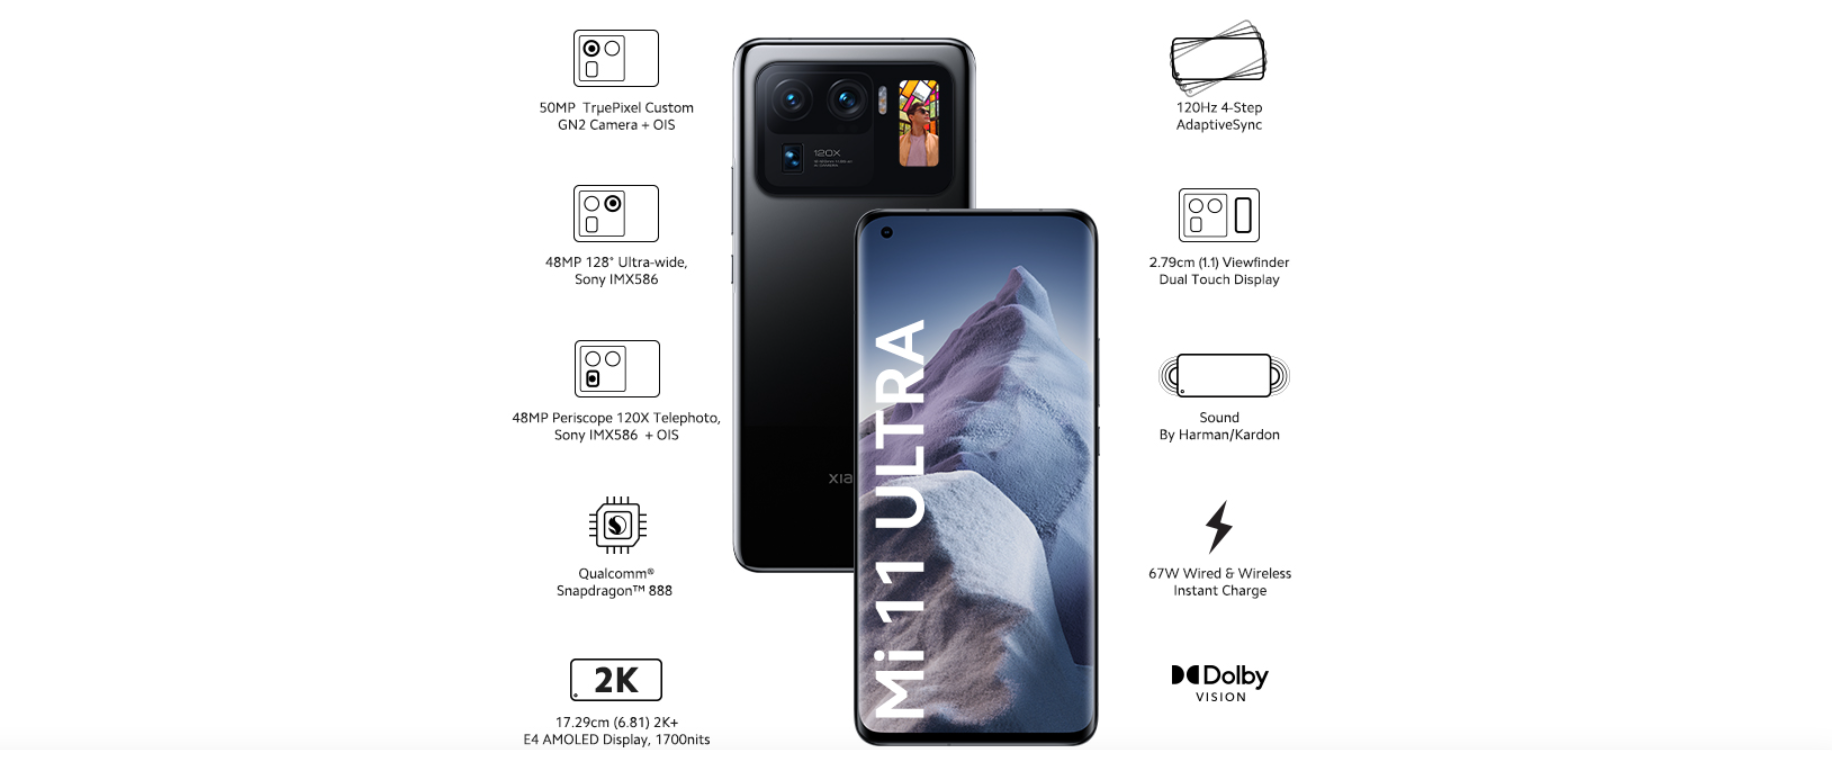 50MP TrµePixel Custom
GN2 Camera + OIS
48MP 128° Ultra-wide,
Sony IMX586
48MP Periscope 120X Telephoto,
Sony IMX586 + OIS
Qualcomm®
Snapdragon™ 888
2K
17.29cm (6.81) 2K+
E4 AMOLED Display, 1700nits
120X
XIA
Mi 11 ULTRA
120Hz 4-Step
AdaptiveSync
2.79cm (1.1) Viewfinder
Dual Touch Display
Sound
By Harman/Kardon
67W Wired & Wireless
Instant Charge
Dolby
VISION